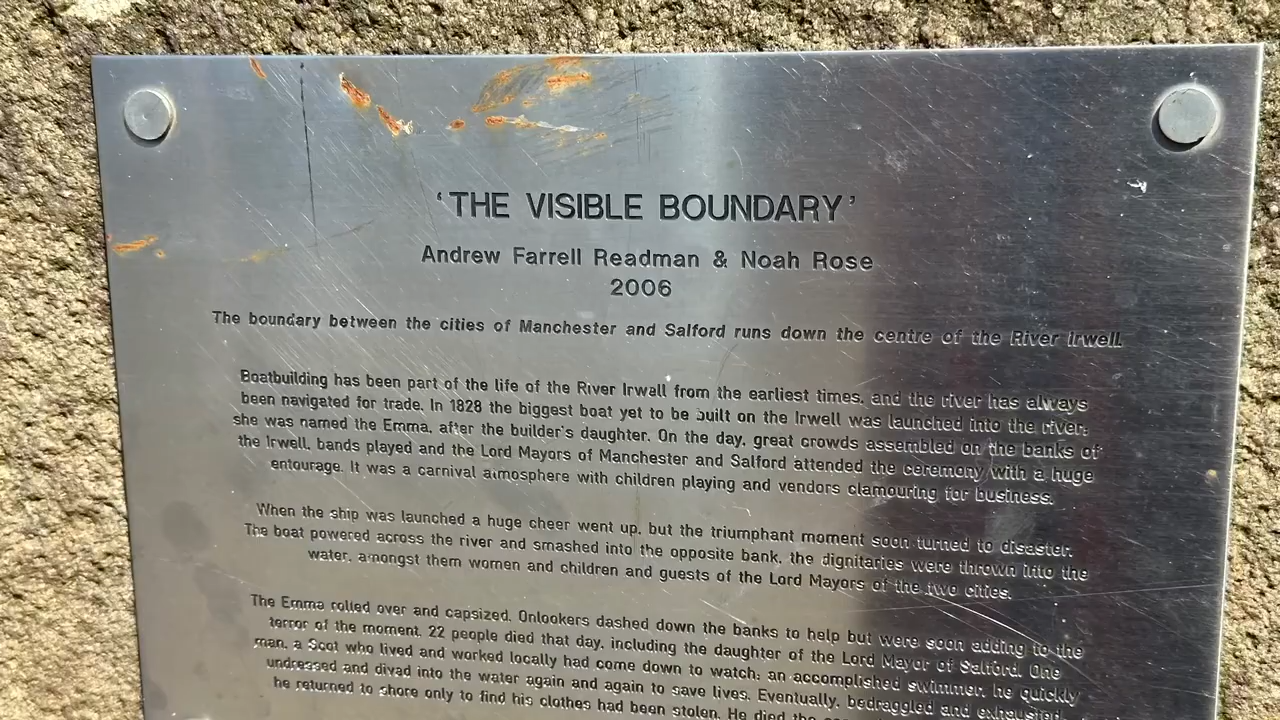 ‘THE VISIBLE BOUNDARY’
Andrew Farrell Readman & Noah Rose
2006
The boundary between the cities of Manchester and Salford runs down the centre of the River Irwell.
Boatbuilding has been part of the life of the River Irwell from the earliest times, and the river has always
been navigated for trade. In 1828 the biggest boat yet to be built on the Irwell was launched into the river;
she was named the Emma, after the builder's daughter. On the day, great crowds assembled on the banks of
the Irwell, bands played and the Lord Mayors of Manchester and Salford attended the ceremony with a huge
entourage. It was a carnival atmosphere with children playing and vendors clamouring for business.
When the ship was launched a huge cheer went up, but the triumphant moment soon turned to disaster.
The boat powered across the river and smashed into the opposite bank, the dignitaries were thrown into the
water, amongst them women and children and guests of the Lord Mayors of the two cities.
The Emma rolled over and capsized. Onlookers dashed down the banks to help but were soon adding to the
terror of the moment. 22 people died that day, including the daughter of the Lord Mayor of Salford. One
man, a Scot who lived and worked locally had come down to watch; an accomplished swimmer, he quickly
undressed and dived into the water again and again to save lives. Eventually, bedraggled and exhausted,
he returned to shore only to find his clothes had been stolen. He died the